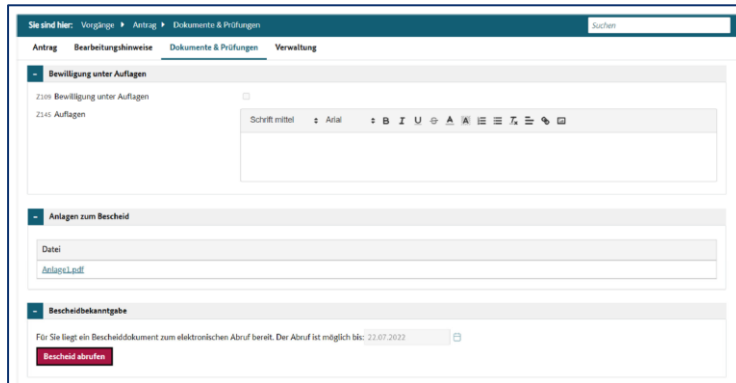 Sie sind hier: Vorgänge Antrag Dokumente & Prüfungen Suchen
Antrag Bearbeitungshinweise Dokumente & Prüfungen Verwaltung
Bewilligung unter Auflagen
Z109 Bewilligung unter Auflagen
Z145 Auflagen Schrift mittel Arial B I U S A A
Anlagen zum Bescheid
Datei
Anlage1.pdf
Bescheidbekanntgabe
Für Sie liegt ein Bescheiddokument zum elektronischen Abruf bereit. Der Abruf ist möglich bis: 22.07.2022
Bescheid abrufen